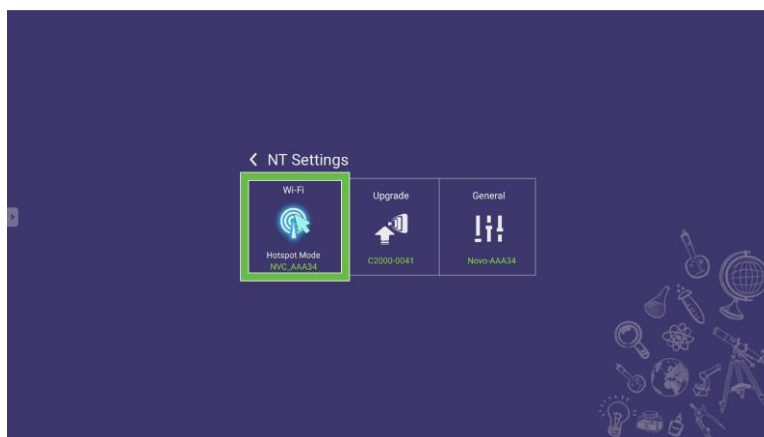 NT Settings
Wi-Fi
Hotspot Mode
NVC_AAA34
Upgrade
C2000-0041
General
Novo-AAA34